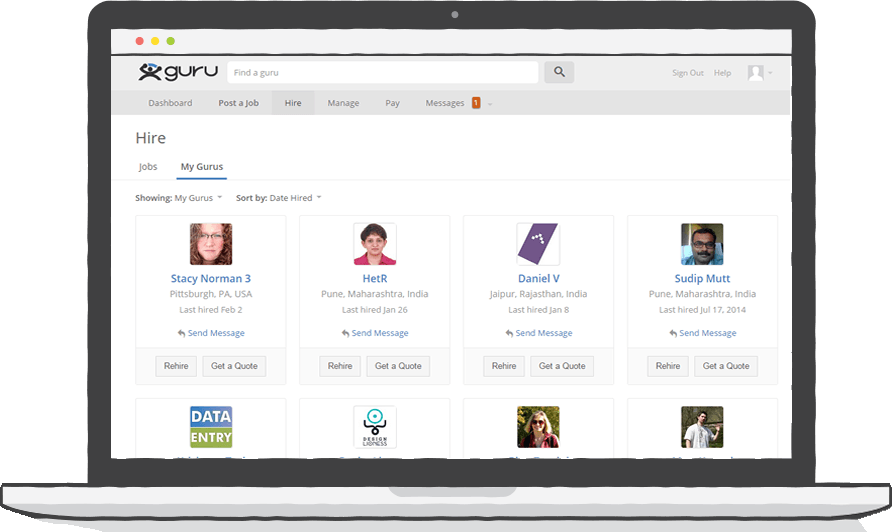 guru
Find a guru
Sign Out Help
Dashboard Post a Job Hire Manage Pay Messages 1
Hire
Jobs My Gurus
Showing: My Gurus Sort by: Date Hired
Stacy Norman 3 HetR Daniel V Sudip Mutt
Pittsburgh, PA, USA Pune, Maharashtra, India Jaipur, Rajasthan, India Pune, Maharashtra, India
Last hired Feb 2 Last hired Jan 26 Last hired Jan 8 Last hired Jul 17, 2014
Send Message Send Message Send Message Send Message
Rehire Get a Quote Rehire Get a Quote Rehire Get a Quote Rehire Get a Quote
DATA
ENTRY
DESIGN
LIONESS